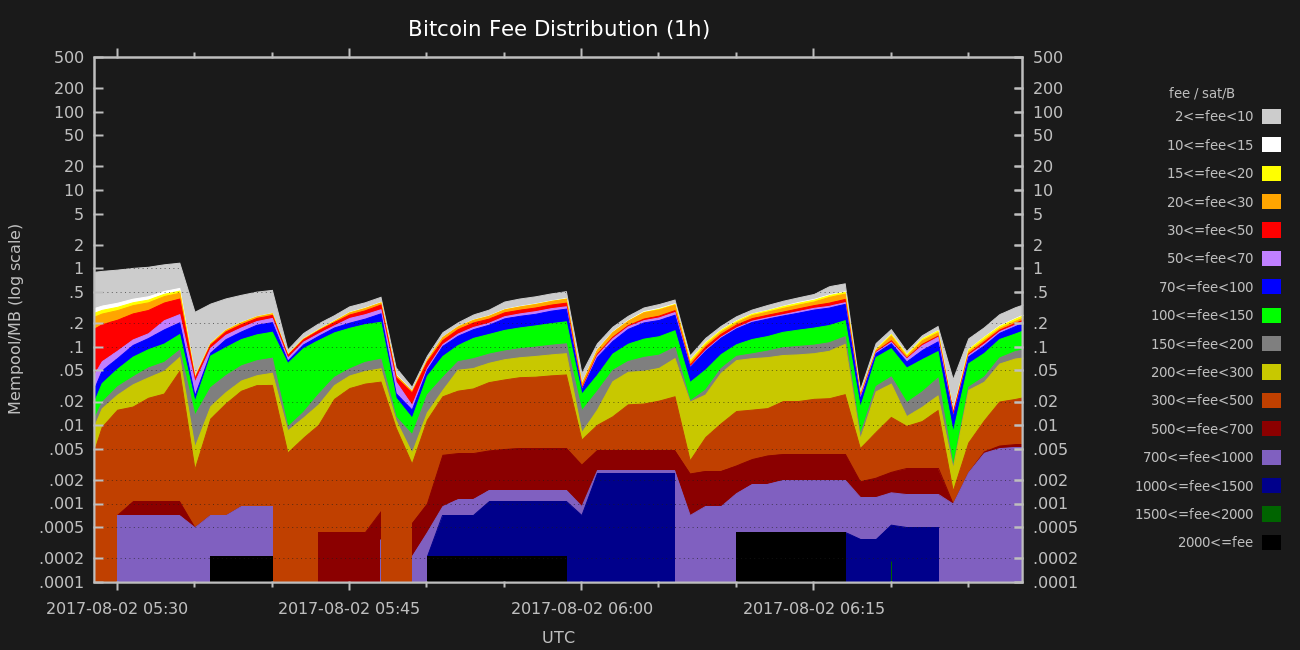 Bitcoin Fee Distribution (1h)
Mempool/MB (log scale)
500
200
100
50
20
10
5
2
1
.5
.2
.1
.05
.02
.01
.005
.002
.001
.0005
.0002
.0001
500
200
100
50
20
10
5
2
1
.5
.2
.1
.05
.02
.01
.005
.002
.001
.0005
.0002
.0001
fee / sat/B
2<=fee<10
10<=fee<15
15<=fee<20
20<=fee<30
30<=fee<50
50<=fee<70
70<=fee<100
100<=fee<150
150<=fee<200
200<=fee<300
300<=fee<500
500<=fee<700
700<=fee<1000
1000<=fee<1500
1500<=fee<2000
2000<=fee
2017-08-02 05:30 2017-08-02 05:45 2017-08-02 06:00 2017-08-02 06:15
UTC